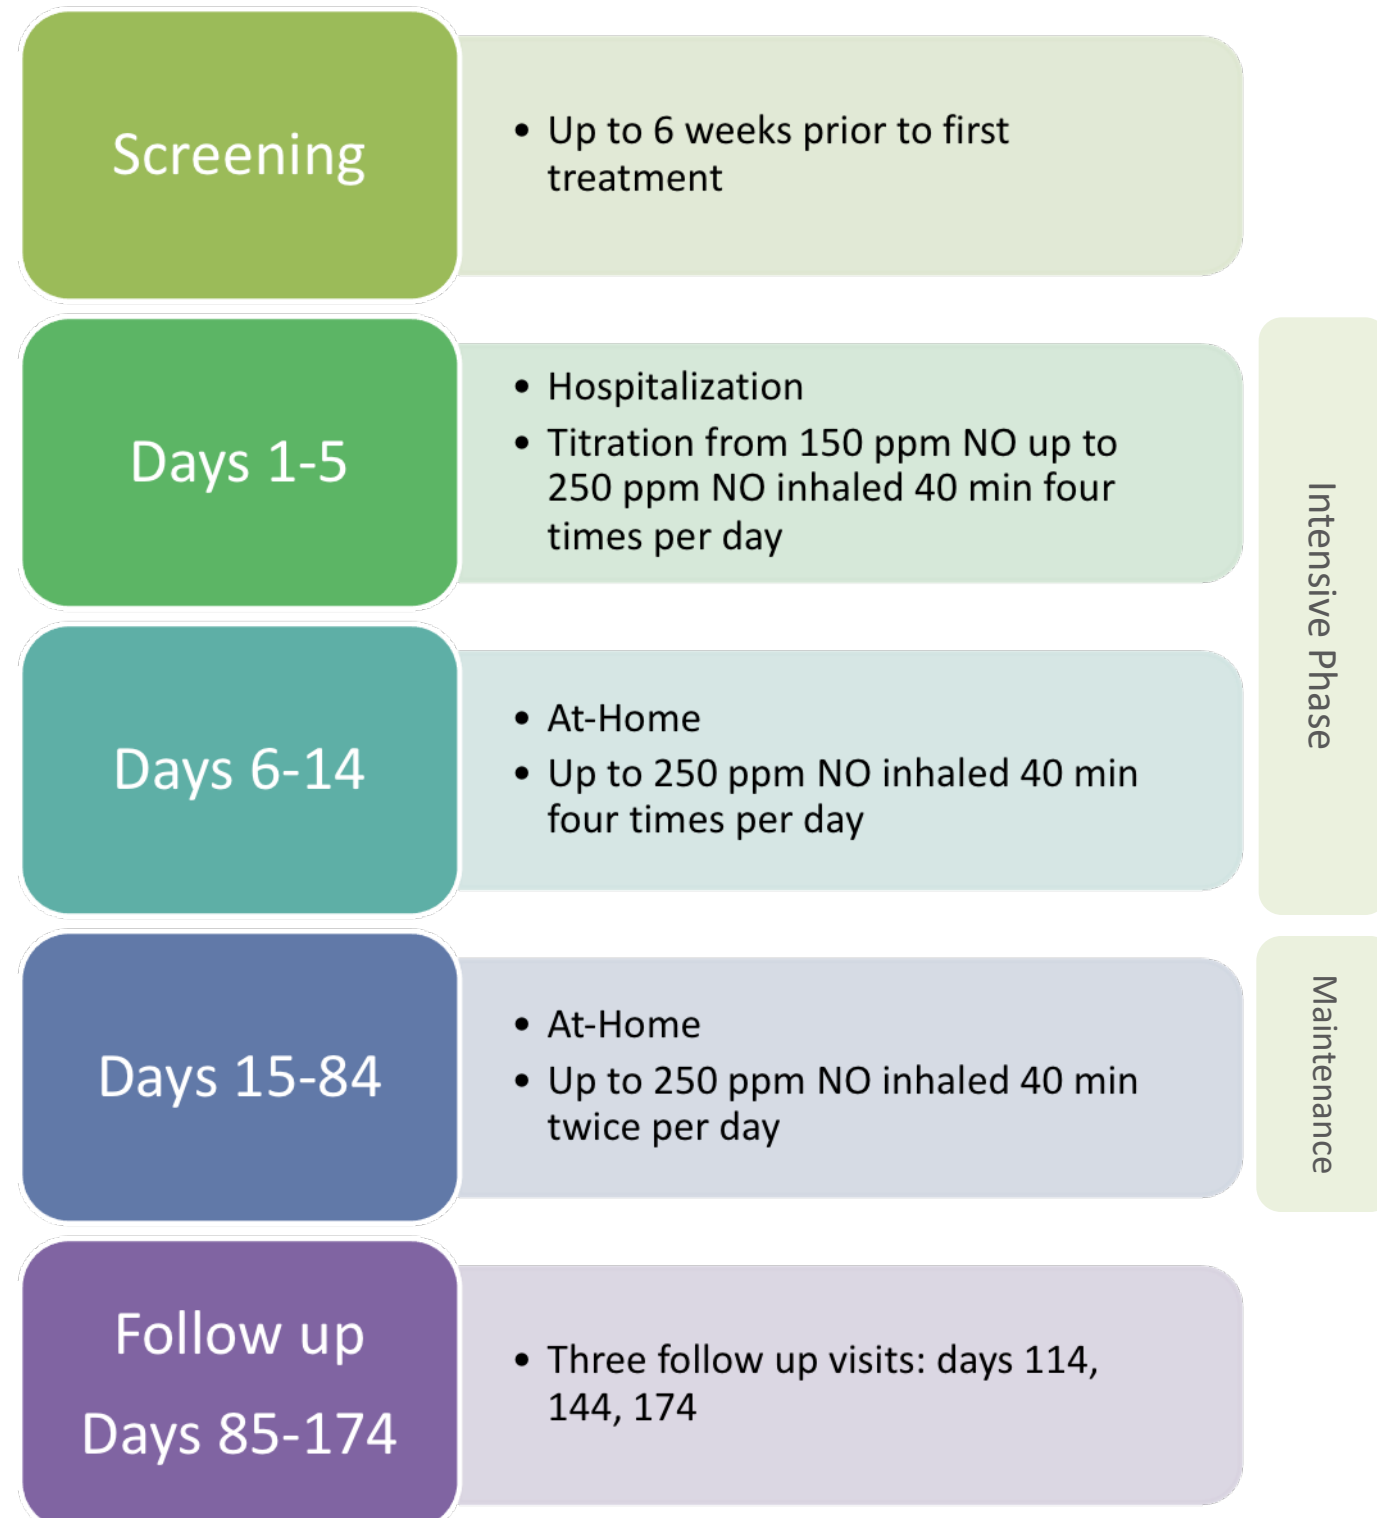 Screening
• Up to 6 weeks prior to first
treatment
Days 1-5
• Hospitalization
• Titration from 150 ppm NO up to
250 ppm NO inhaled 40 min four
times per day
Days 6-14
• At-Home
• Up to 250 ppm NO inhaled 40 min
four times per day
Intensive Phase
Days 15-84
• At-Home
• Up to 250 ppm NO inhaled 40 min
twice per day
Maintenance
Follow up
Days 85-174
• Three follow up visits: days 114,
144, 174